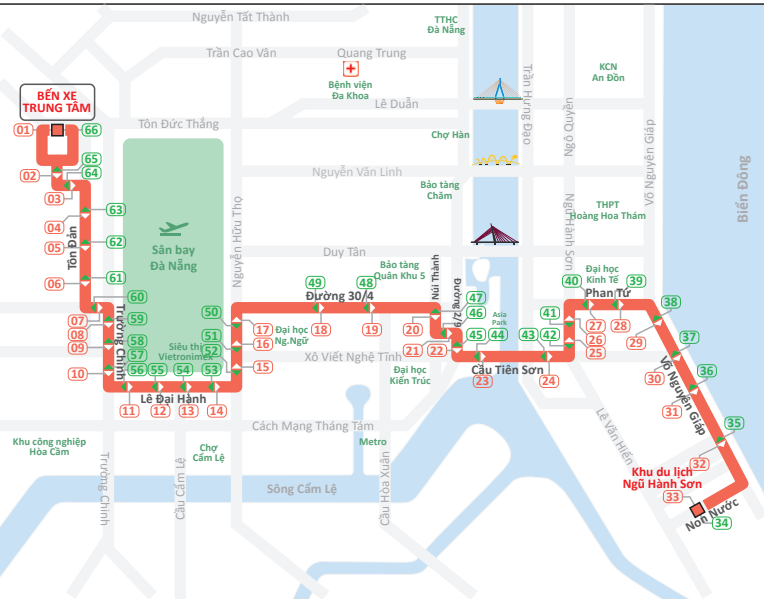 Nguyễn Tất Thành
TTHC
Đà Nẵng
Trần Cao Vân
Quang Trung
KCN
An Đồn
Bệnh viện
Đa Khoa
Lê Duẩn
Trần Hưng Đạo
Ngô Quyền
Võ Nguyên Giáp
BẾN XE
TRUNG TÂM
01
66
Tôn Đức Thắng
Chợ Hàn
65
64
02
03
Nguyễn Văn Linh
Bảo tàng
Chăm
Biển Đông
63
04
62
05
Tôn Đản
Sân bay
Đà Nẵng
Nguyễn Hữu Thọ
Ngũ Hành Sơn
THPT
Hoàng Hoa Thám
Duy Tân
61
06
Bảo tàng
Quân Khu 5
Núi Thành
Đường 2/9
Đại học
Kinh Tế
60
49
48
47
40
39
Đường 30/4
Phan Tứ
07
59
50
46
41
38
08
17
18
19
20
Asia
Park
27
28
29
Trường Chinh
58
09
Siêu thị
Vietronimex
51
16
Đại học
Ng.Ngữ
45
44
43
42
26
37
57
52
15
Xô Viết Nghệ Tĩnh
21
22
25
10
56
55
54
53
Đại học
Kiến Trúc
23
Cầu Tiên Sơn
24
30
36
11
12
13
14
Lê Đại Hành
31
Võ Nguyên Giáp
35
Cách Mạng Tháng Tám
Lê Văn Hiến
Khu công nghiệp
Hòa Cầm
Chợ
Cẩm Lệ
Metro
32
Khu du lịch
Ngũ Hành Sơn
Trường Chinh
Cầu Cẩm Lệ
Sông Cẩm Lệ
Cầu Hòa Xuân
33
34
Non Nước